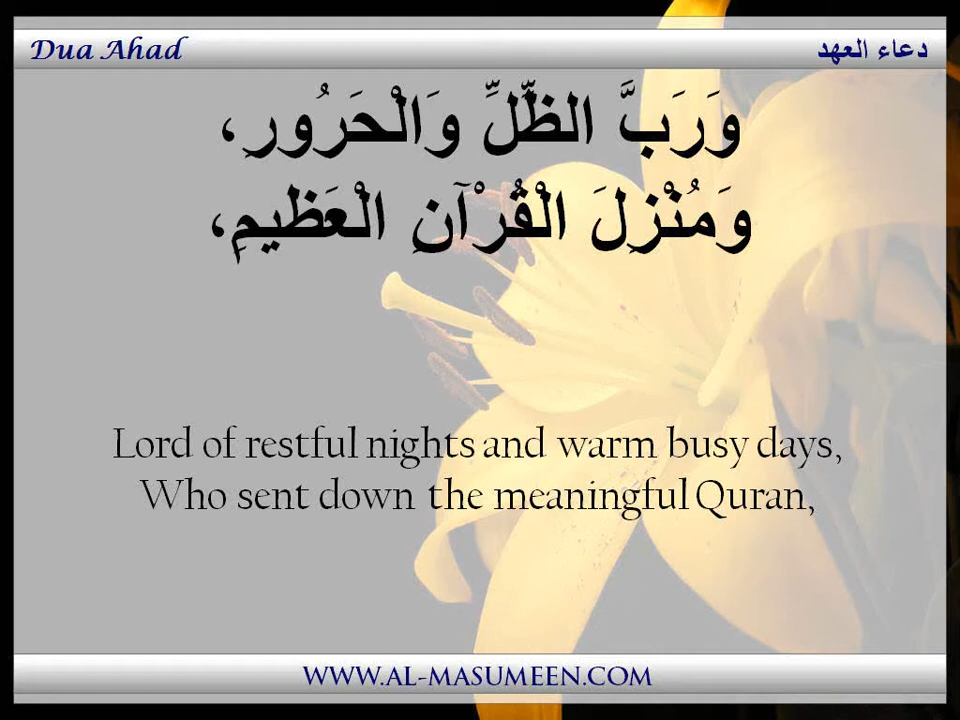 Dua Ahad
دعاء العهد
وَرَبَّ الظِّلِّ وَالْحَرُورِ،
وَمُنْزِلَ الْقُرْآنِ الْعَظيمِ،
Lord of restful nights and warm busy days,
Who sent down the meaningful Quran,
WWW.AL-MASUMEEN.COM